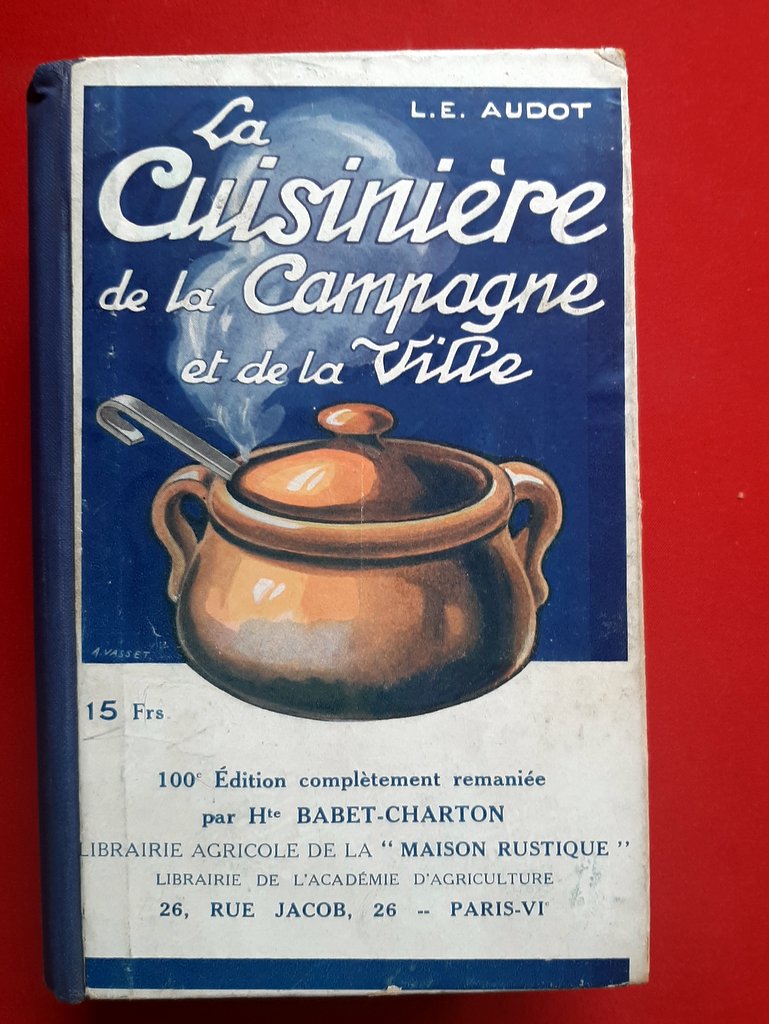 L.E. AUDOT
La
Cuisinière
de la Campagne
et de la Ville
A. VASSET.
15 Frs.
100e Édition complètement remaniée
par Hte BABET-CHARTON
LIBRAIRIE AGRICOLE DE LA “ MAISON RUSTIQUE ”
LIBRAIRIE DE L'ACADÉMIE D'AGRICULTURE
26, RUE JACOB, 26 -- PARIS-VIe